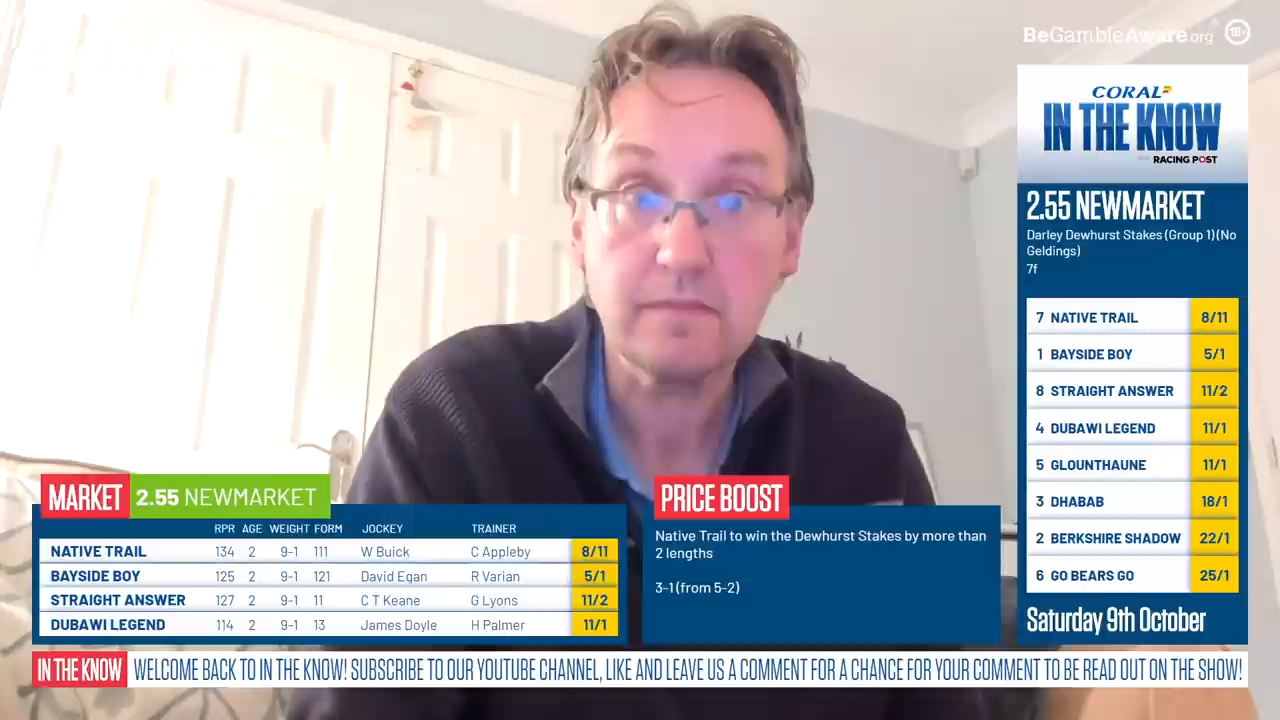 BeGambleAware.org 18+
CORAL
IN THE KNOW
RACING POST
2.55 NEWMARKET
Darley Dewhurst Stakes (Group 1) (No
Geldings)
7f
7 NATIVE TRAIL 8/11
1 BAYSIDE BOY 5/1
8 STRAIGHT ANSWER 11/2
4 DUBAWI LEGEND 11/1
5 GLOUNTHAUNE 11/1
3 DHABAB 18/1
2 BERKSHIRE SHADOW 22/1
6 GO BEARS GO 25/1
Saturday 9th October
MARKET 2.55 NEWMARKET
RPR AGE WEIGHT FORM JOCKEY TRAINER
NATIVE TRAIL 134 2 9-1 111 W Buick C Appleby 8/11
BAYSIDE BOY 125 2 9-1 121 David Egan R Varian 5/1
STRAIGHT ANSWER 127 2 9-1 11 C T Keane G Lyons 11/2
DUBAWI LEGEND 114 2 9-1 13 James Doyle H Palmer 11/1
PRICE BOOST
Native Trail to win the Dewhurst Stakes by more than
2 lengths
3-1 (from 5-2)
IN THE KNOW WELCOME BACK TO IN THE KNOW! SUBSCRIBE TO OUR YOUTUBE CHANNEL, LIKE AND LEAVE US A COMMENT FOR A CHANCE FOR YOUR COMMENT TO BE READ OUT ON THE SHOW!